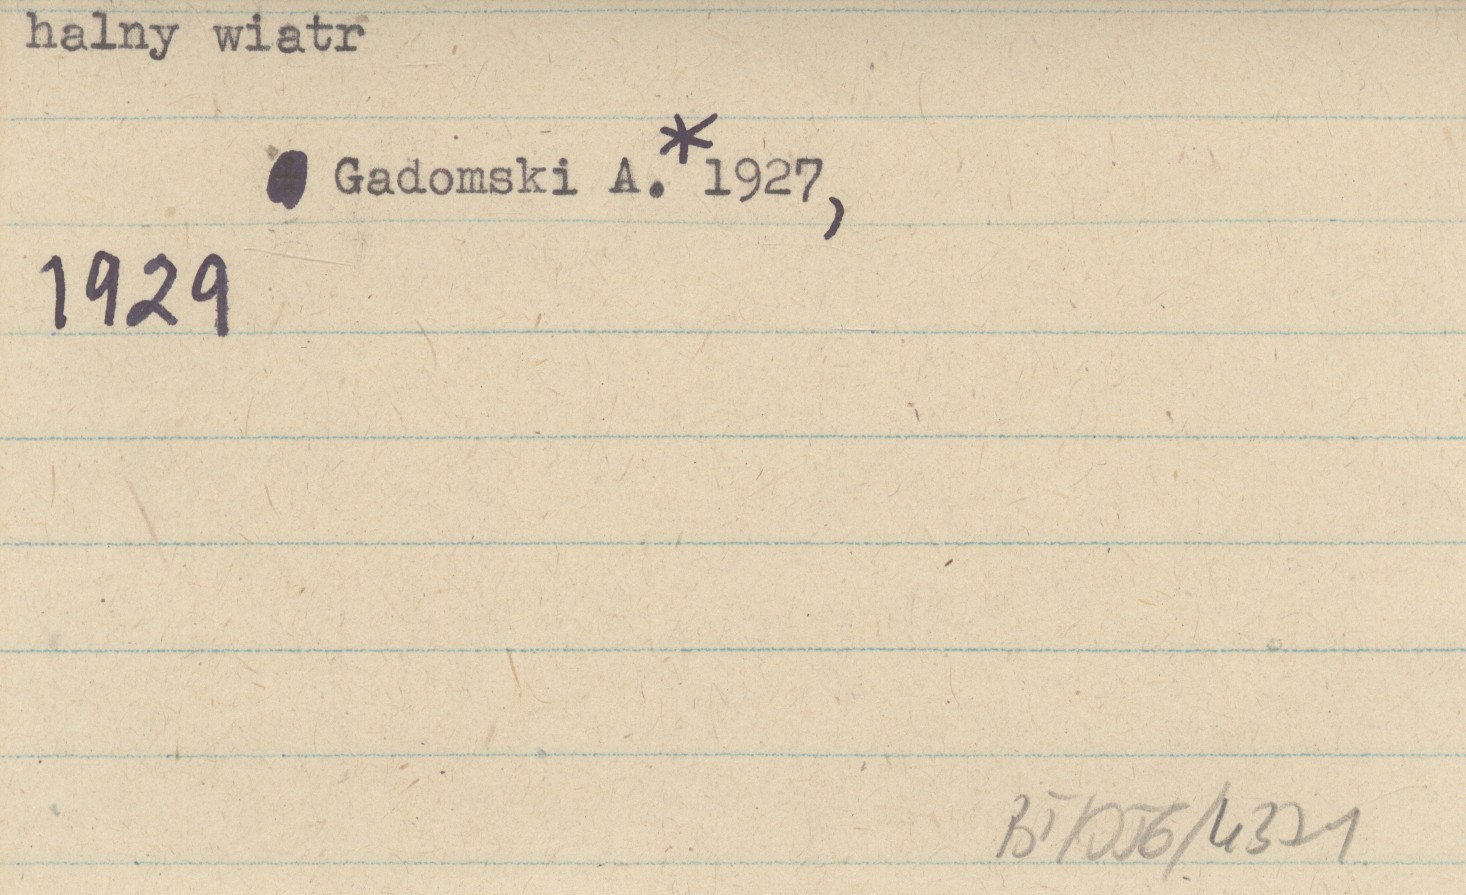 halny wiatr
Gadomski A.* 1927,
1929